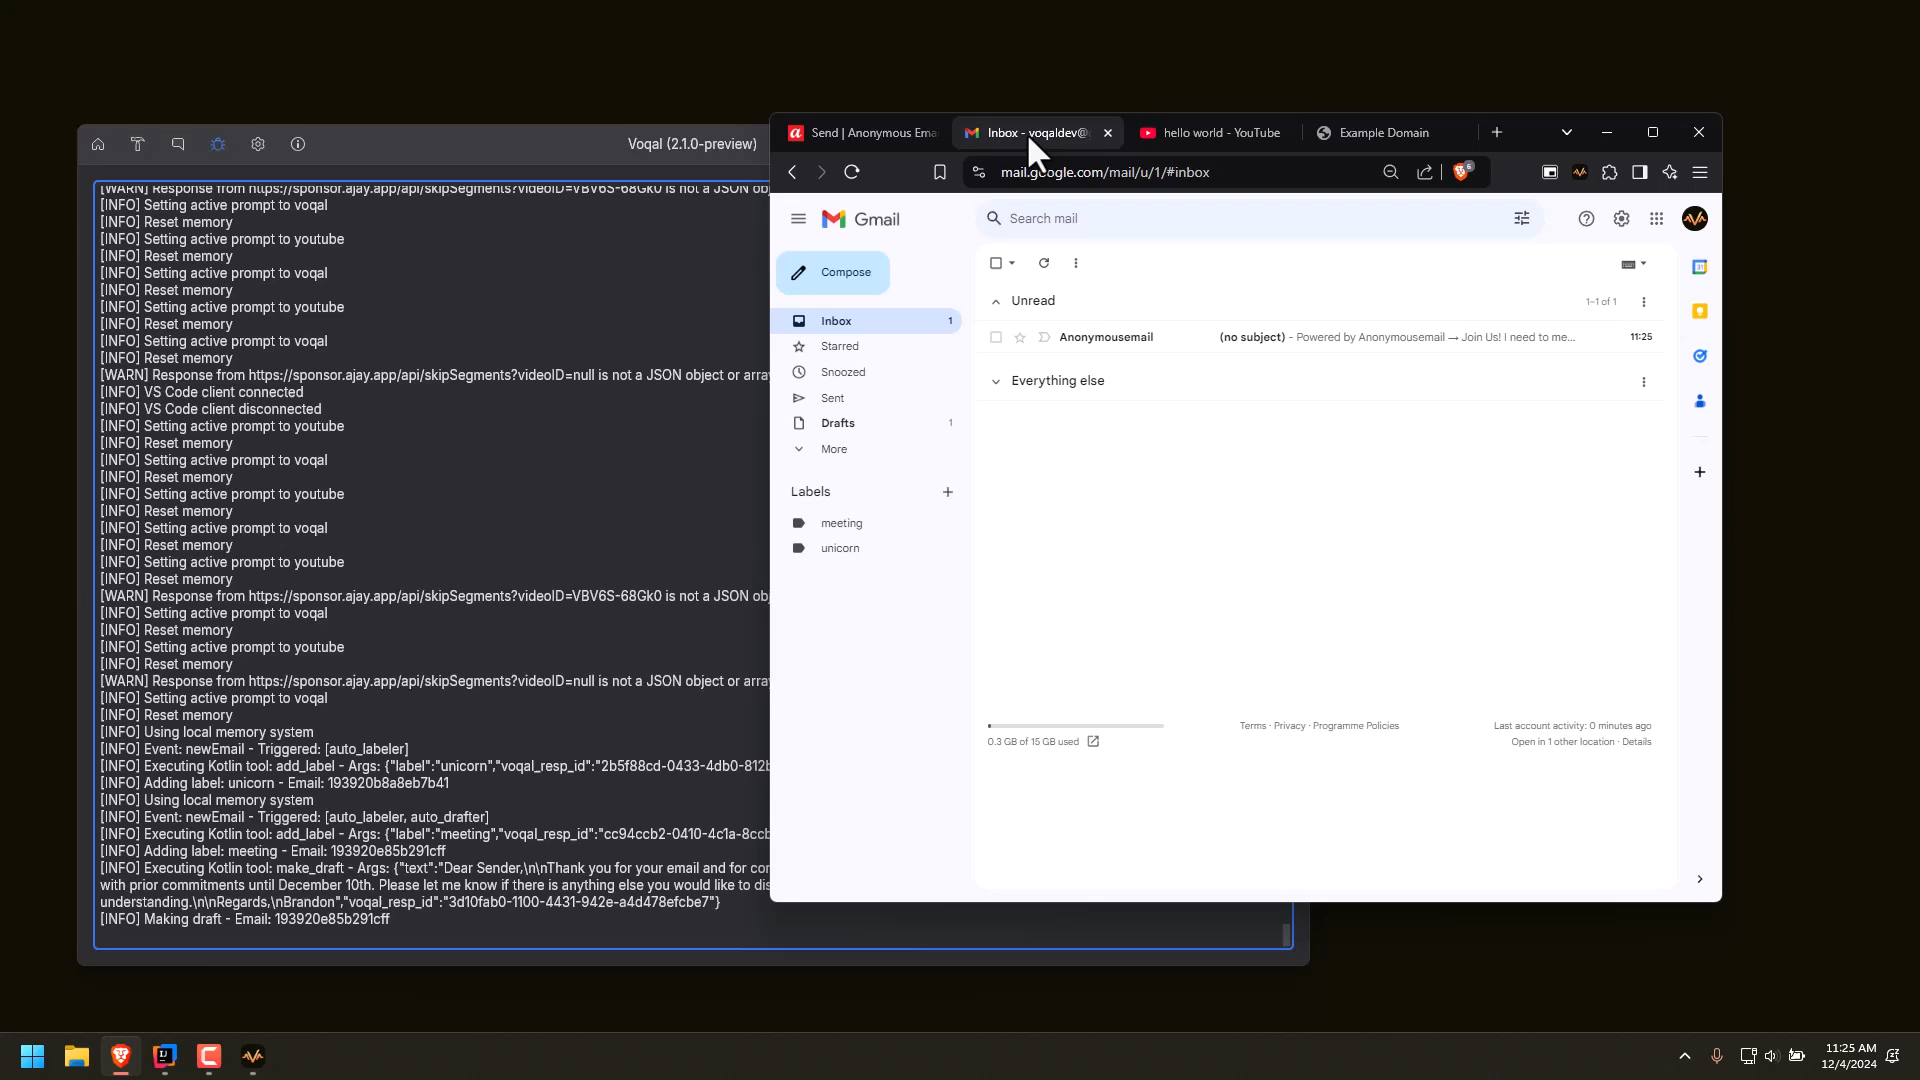 Voqal (2.1.0-preview)
[WARN] Response from https://sponsor.ajay.app/api/skipSegments?videoID=VBV6S-68Gk0 is not a JSON ob
[INFO] Setting active prompt to voqal
[INFO] Reset memory
[INFO] Setting active prompt to youtube
[INFO] Reset memory
[INFO] Setting active prompt to voqal
[INFO] Reset memory
[INFO] Setting active prompt to youtube
[INFO] Reset memory
[INFO] Setting active prompt to voqal
[INFO] Reset memory
[WARN] Response from https://sponsor.ajay.app/api/skipSegments?videoID=null is not a JSON object or array
[INFO] VS Code client connected
[INFO] VS Code client disconnected
[INFO] Setting active prompt to youtube
[INFO] Reset memory
[INFO] Setting active prompt to voqal
[INFO] Reset memory
[INFO] Setting active prompt to youtube
[INFO] Reset memory
[INFO] Setting active prompt to voqal
[INFO] Reset memory
[INFO] Setting active prompt to youtube
[INFO] Reset memory
[WARN] Response from https://sponsor.ajay.app/api/skipSegments?videoID=VBV6S-68Gk0 is not a JSON obj
[INFO] Setting active prompt to voqal
[INFO] Reset memory
[INFO] Setting active prompt to youtube
[INFO] Reset memory
[WARN] Response from https://sponsor.ajay.app/api/skipSegments?videoID=null is not a JSON object or array
[INFO] Setting active prompt to voqal
[INFO] Reset memory
[INFO] Using local memory system
[INFO] Event: newEmail - Triggered: [auto_labeler]
[INFO] Executing Kotlin tool: add_label - Args: {"label":"unicorn","voqal_resp_id":"2b5f88cd-0433-4db0-812b
[INFO] Adding label: unicorn - Email: 193920b8a8eb7b41
[INFO] Using local memory system
[INFO] Event: newEmail - Triggered: [auto_labeler, auto_drafter]
[INFO] Executing Kotlin tool: add_label - Args: {"label":"meeting","voqal_resp_id":"cc94ccb2-0410-4c1a-8ccb
[INFO] Adding label: meeting - Email: 193920e85b291cff
[INFO] Executing Kotlin tool: make_draft - Args: {"text":"Dear Sender,\n\nThank you for your email and for con
with prior commitments until December 10th. Please let me know if there is anything else you would like to dis
understanding.\n\nRegards,\nBrandon","voqal_resp_id":"3d10fab0-1100-4431-942e-a4d478efcbe7"}
[INFO] Making draft - Email: 193920e85b291cff
Send | Anonymous Ema
Inbox - voqaldev@
hello world - YouTube
Example Domain
mail.google.com/mail/u/1/#inbox
6
Gmail
Search mail
Compose
Inbox 1
Starred
Snoozed
Sent
Drafts 1
More
Labels
meeting
unicorn
Unread 1–1 of 1
Anonymousemail (no subject) - Powered by Anonymousemail → Join Us! I need to me... 11:25
Everything else
0.3 GB of 15 GB used
Terms · Privacy · Programme Policies
Last account activity: 0 minutes ago
Open in 1 other location · Details
31
11:25 AM
12/4/2024